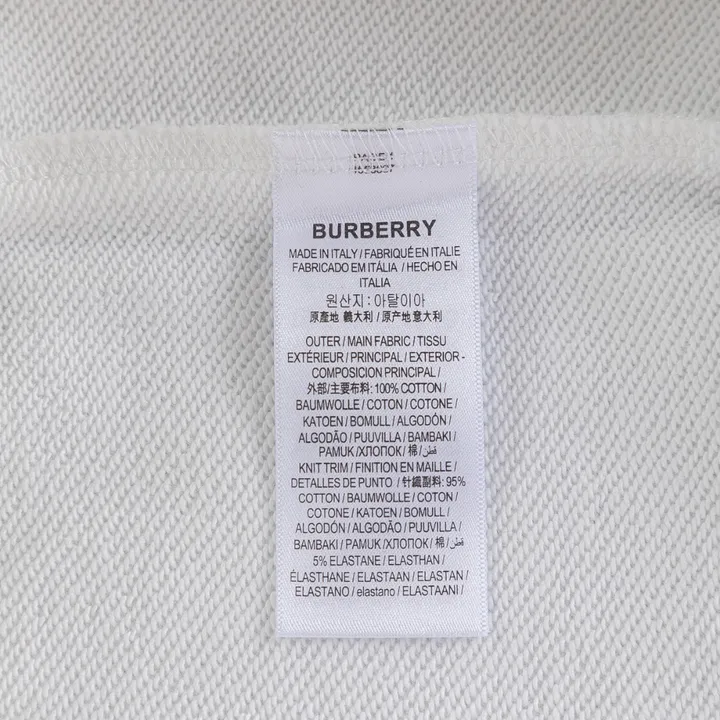 BURBERRY
MADE IN ITALY / FABRIQUÉ EN ITALIE
FABRICADO EM ITÁLIA / HECHO EN
ITALIA
원산지 : 아탈이아
原產地 義大利 / 原产地意大利
OUTER / MAIN FABRIC / TISSU
EXTÉRIEUR / PRINCIPAL / EXTERIOR -
COMPOSICION PRINCIPAL /
外部/主要布料: 100% COTTON /
BAUMWOLLE / COTON / COTONE /
KATOEN / BOMULL / ALGODÓN /
ALGODÃO / PUUVILLA / BAMBAKI /
PAMUK /ХЛОПОК / 棉 / قطن
KNIT TRIM / FINITION EN MAILLE /
DETALLES DE PUNTO / 针織副料: 95%
COTTON / BAUMWOLLE / COTON /
COTONE / KATOEN / BOMULL /
ALGODÓN / ALGODÃO / PUUVILLA /
BAMBAKI / PAMUK /ХЛОПОК / 棉 / قطن
5% ELASTANE / ELASTHAN /
ÉLASTHANE / ELASTAAN / ELASTAN /
ELASTANO / elastano / ELASTAANI /